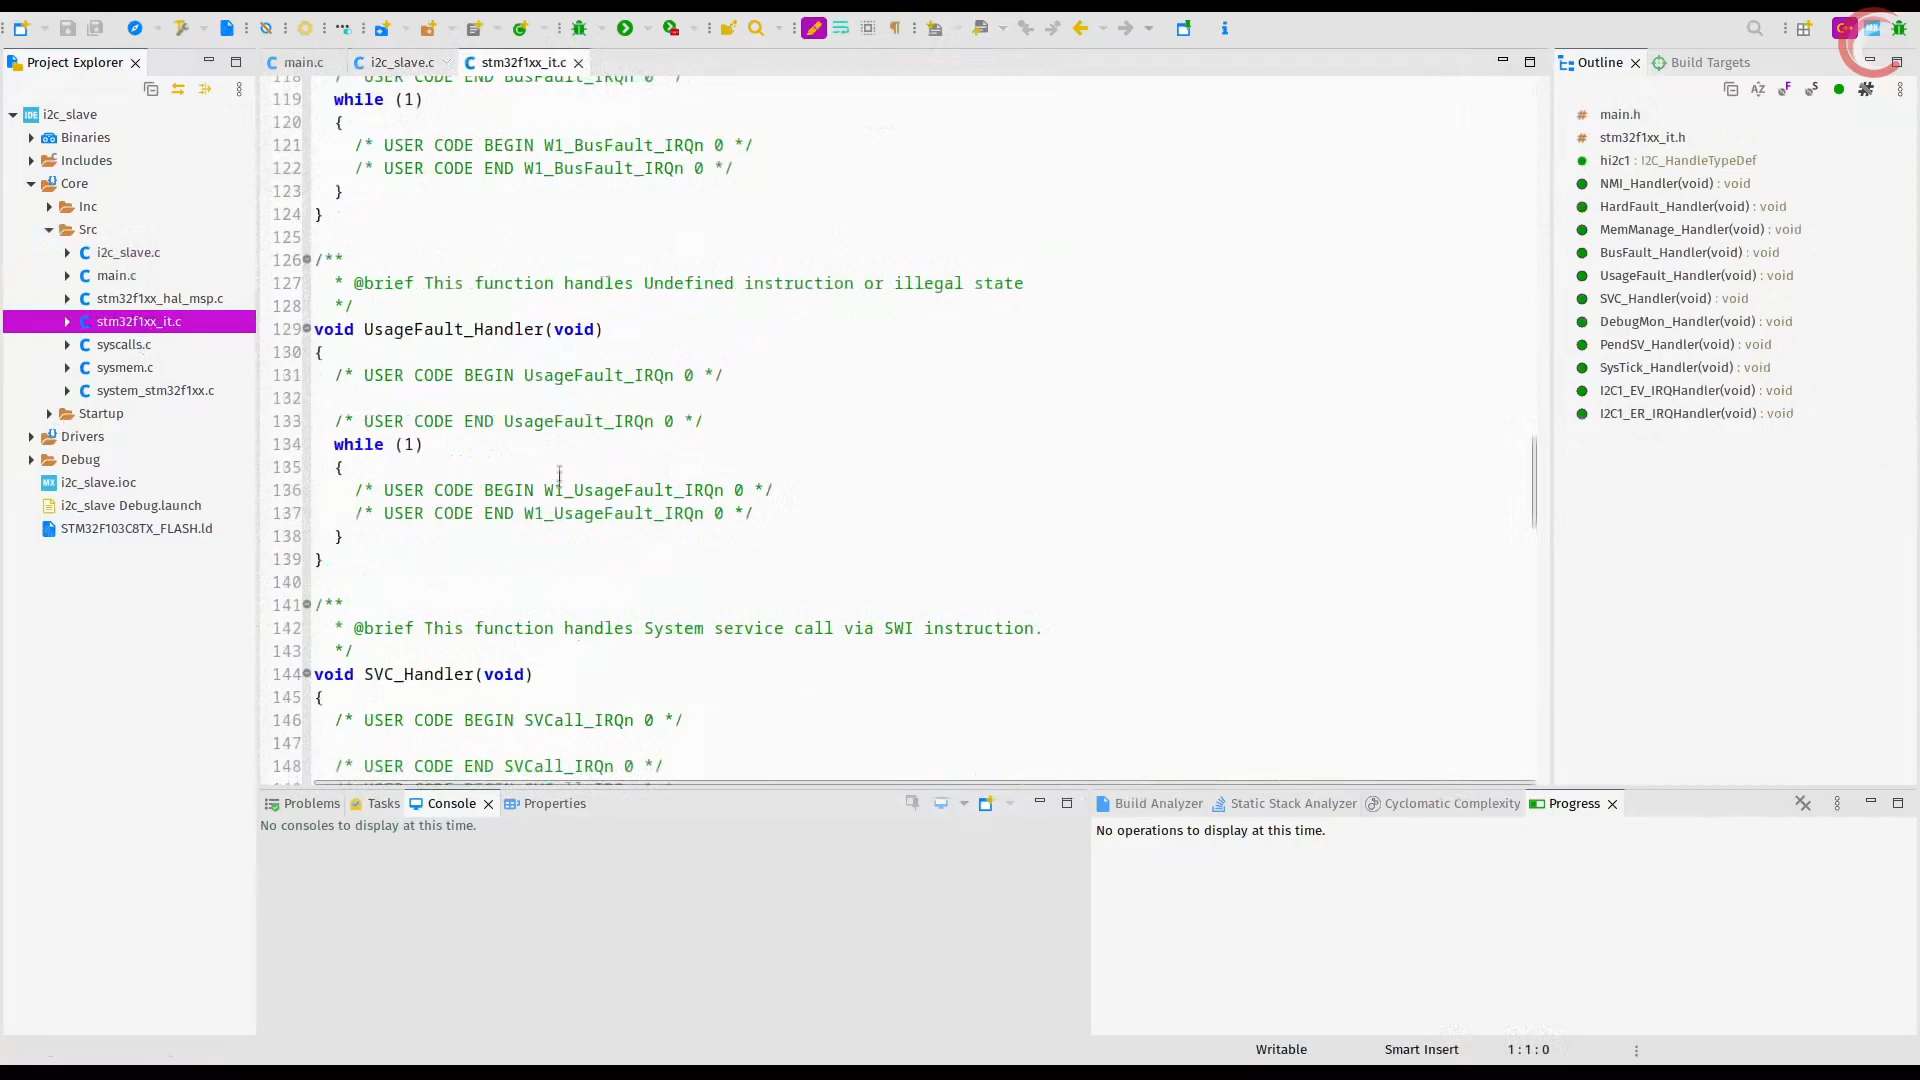 Project Explorer
i2c_slave
Binaries
Includes
Core
Inc
Src
i2c_slave.c
main.c
stm32f1xx_hal_msp.c
stm32f1xx_it.c
syscalls.c
sysmem.c
system_stm32f1xx.c
Startup
Drivers
Debug
i2c_slave.ioc
i2c_slave Debug.launch
STM32F103C8TX_FLASH.ld
main.c
i2c_slave.c
stm32f1xx_it.c
118 /* USER CODE END BusFault_IRQn 0 */
119 while (1)
120 {
121 /* USER CODE BEGIN W1_BusFault_IRQn 0 */
122 /* USER CODE END W1_BusFault_IRQn 0 */
123 }
124 }
125
126 /**
127 * @brief This function handles Undefined instruction or illegal state
128 */
129 void UsageFault_Handler(void)
130 {
131 /* USER CODE BEGIN UsageFault_IRQn 0 */
132
133 /* USER CODE END UsageFault_IRQn 0 */
134 while (1)
135 {
136 /* USER CODE BEGIN W1_UsageFault_IRQn 0 */
137 /* USER CODE END W1_UsageFault_IRQn 0 */
138 }
139 }
140
141 /**
142 * @brief This function handles System service call via SWI instruction.
143 */
144 void SVC_Handler(void)
145 {
146 /* USER CODE BEGIN SVCall_IRQn 0 */
147
148 /* USER CODE END SVCall_IRQn 0 */
Outline
Build Targets
main.h
stm32f1xx_it.h
hi2c1 : I2C_HandleTypeDef
NMI_Handler(void) : void
HardFault_Handler(void) : void
MemManage_Handler(void) : void
BusFault_Handler(void) : void
UsageFault_Handler(void) : void
SVC_Handler(void) : void
DebugMon_Handler(void) : void
PendSV_Handler(void) : void
SysTick_Handler(void) : void
I2C1_EV_IRQHandler(void) : void
I2C1_ER_IRQHandler(void) : void
Problems
Tasks
Console
Properties
No consoles to display at this time.
Build Analyzer
Static Stack Analyzer
Cyclomatic Complexity
Progress
No operations to display at this time.
Writable
Smart Insert
1 : 1 : 0